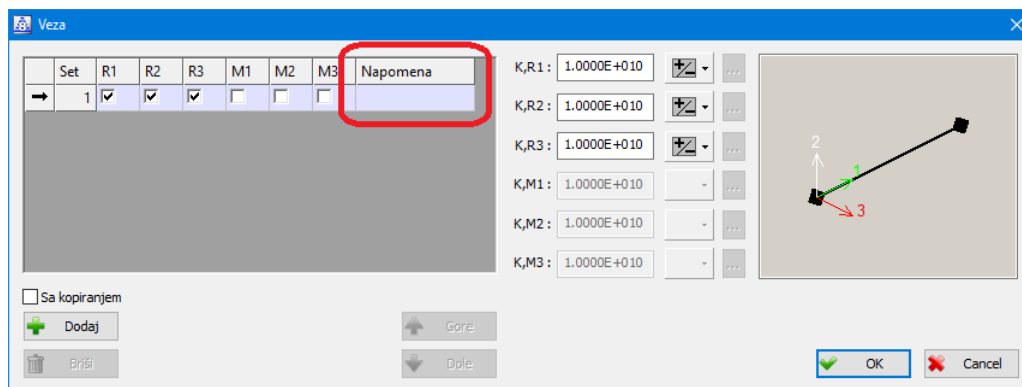 Veza
Set R1 R2 R3 M1 M2 M3 Napomena
1
K,R1 : 1.0000E+010 ...
K,R2 : 1.0000E+010 ...
K,R3 : 1.0000E+010 ...
K,M1 : 1.0000E+010 ...
K,M2 : 1.0000E+010 ...
K,M3 : 1.0000E+010 ...
2
1
3
Sa kopiranjem
Dodaj Gore
Briši Dole
OK Cancel